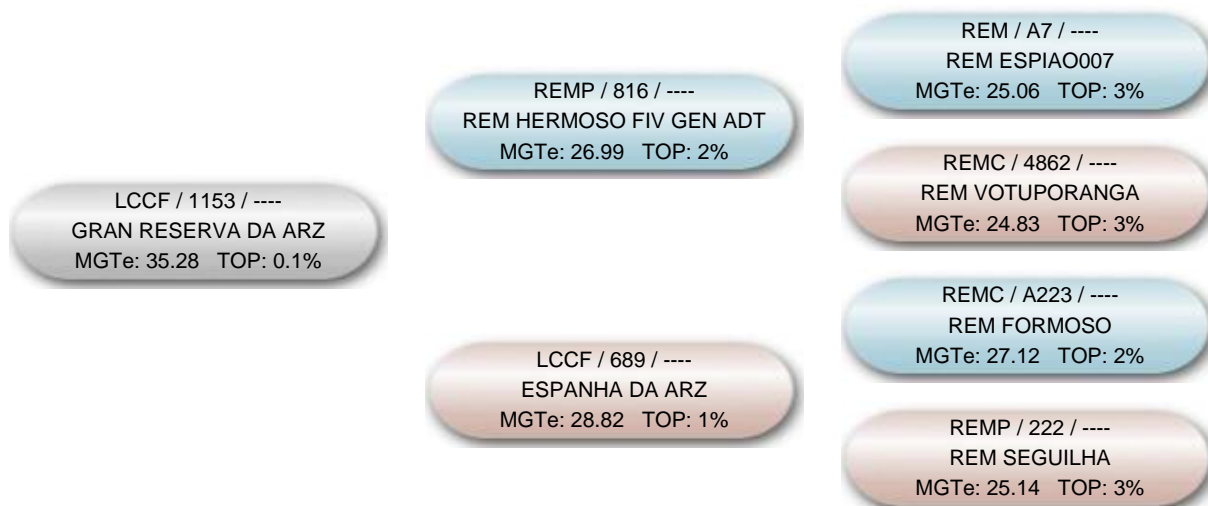 LCCF / 1153 / ----
GRAN RESERVA DA ARZ
MGTe: 35.28 TOP: 0.1%
REMP / 816 / ----
REM HERMOSO FIV GEN ADT
MGTe: 26.99 TOP: 2%
LCCF / 689 / ----
ESPANHA DA ARZ
MGTe: 28.82 TOP: 1%
REM / A7 / ----
REM ESPIAO007
MGTe: 25.06 TOP: 3%
REMC / 4862 / ----
REM VOTUPORANGA
MGTe: 24.83 TOP: 3%
REMC / A223 / ----
REM FORMOSO
MGTe: 27.12 TOP: 2%
REMP / 222 / ----
REM SEGUILHA
MGTe: 25.14 TOP: 3%